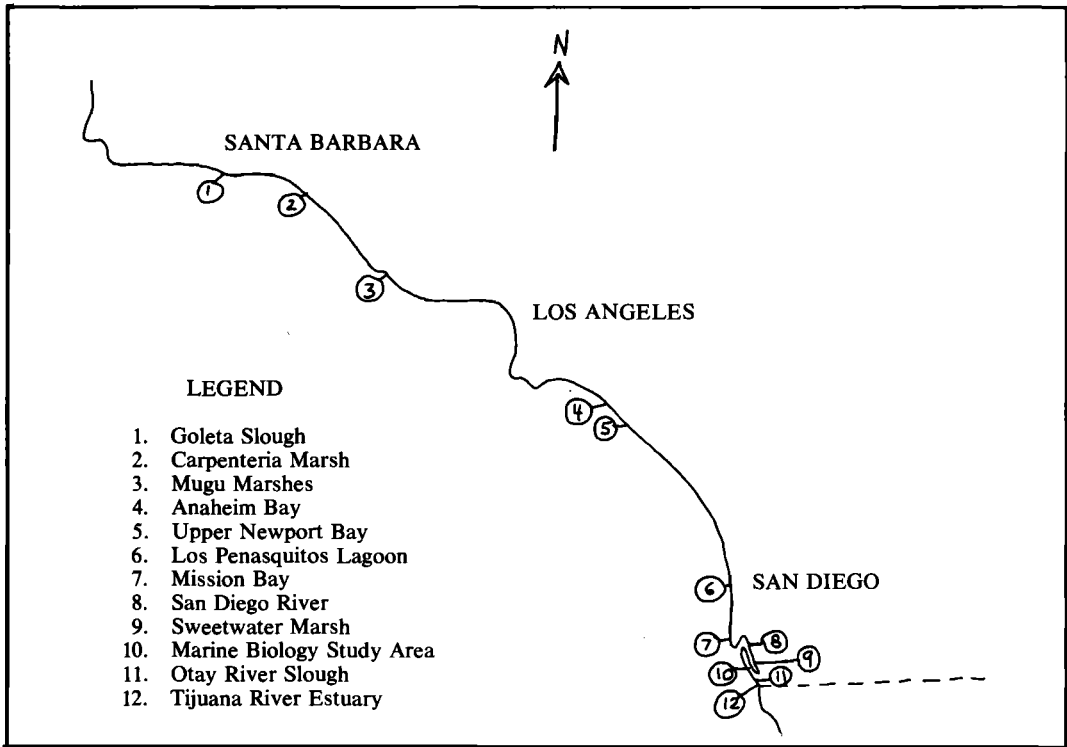 N
SANTA BARBARA
1
2
3
LOS ANGELES
LEGEND
4
5
1. Goleta Slough
2. Carpenteria Marsh
3. Mugu Marshes
4. Anaheim Bay
5. Upper Newport Bay
6. Los Penasquitos Lagoon
7. Mission Bay
8. San Diego River
9. Sweetwater Marsh
10. Marine Biology Study Area
11. Otay River Slough
12. Tijuana River Estuary
6
SAN DIEGO
7
8
9
10
11
12